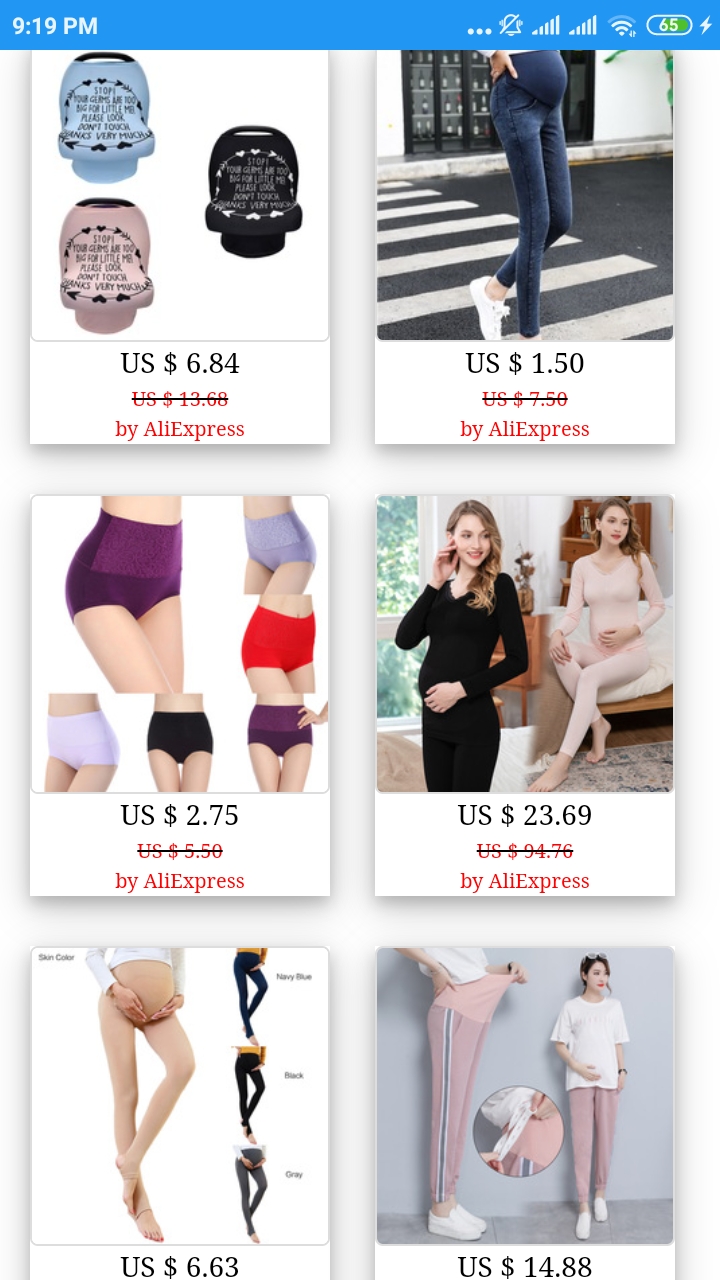 9:19 PM
65
STOP!
YOUR GERMS ARE TOO
BIG FOR LITTLE ME!
PLEASE LOOK,
DON'T TOUCH.
THANKS VERY MUCH
STOP!
YOUR GERMS ARE TOO
BIG FOR LITTLE ME!
PLEASE LOOK,
DON'T TOUCH.
THANKS VERY MUCH
STOP!
YOUR GERMS ARE TOO
BIG FOR LITTLE ME!
PLEASE LOOK,
DON'T TOUCH.
THANKS VERY MUCH
US $ 6.84
US $ 13.68
by AliExpress
US $ 1.50
US $ 7.50
by AliExpress
US $ 2.75
US $ 5.50
by AliExpress
US $ 23.69
US $ 94.76
by AliExpress
Skin Color
Navy Blue
Black
Gray
US $ 6.63
US $ 14.88